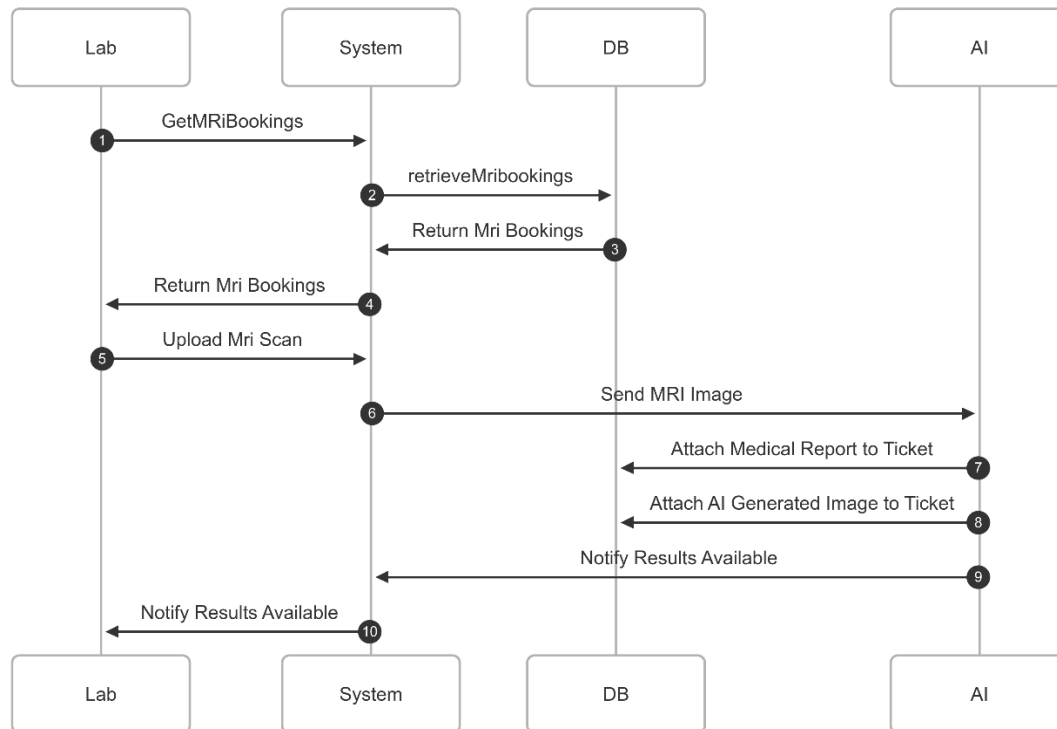 Lab
System
DB
AI
GetMRiBookings
1
retrieveMribookings
2
Return Mri Bookings
3
Return Mri Bookings
4
Upload Mri Scan
5
Send MRI Image
6
Attach Medical Report to Ticket
7
Attach AI Generated Image to Ticket
8
Notify Results Available
9
Notify Results Available
10
Lab
System
DB
AI